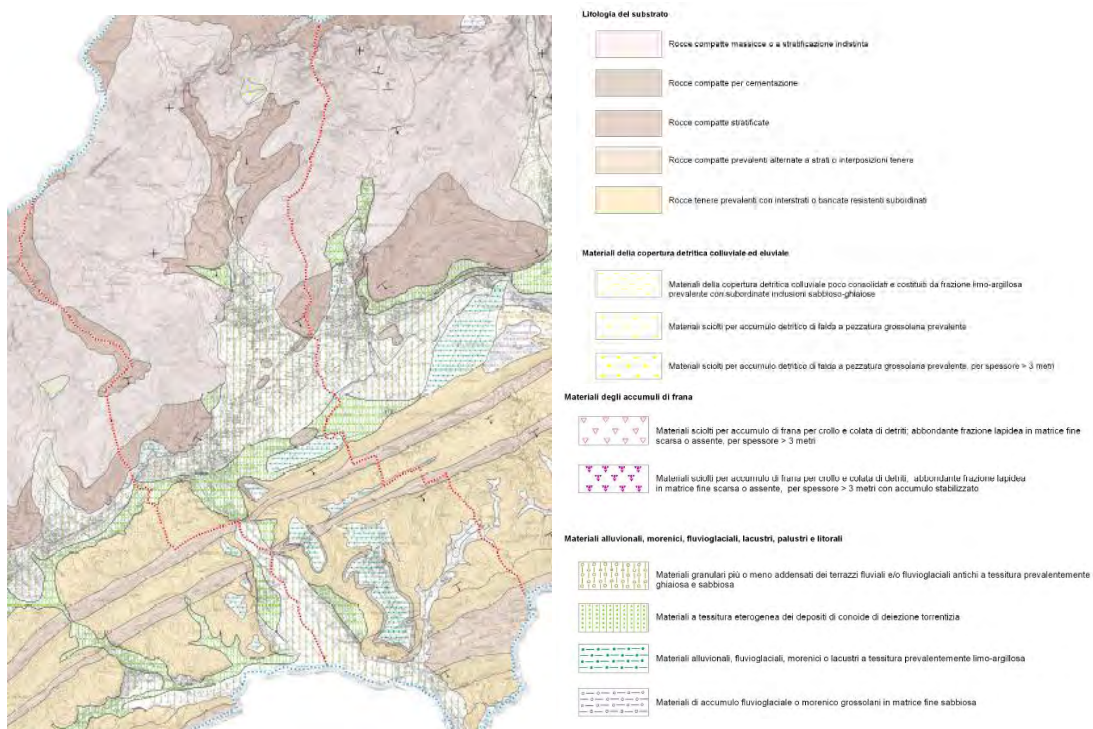 Litologia del substrato
Rocce compatte massicce o a stratificazione indistinta
Rocce compatte per cementazione
Rocce compatte stratificate
Rocce compatte prevalenti alternate a strati o interposizioni tenere
Rocce tenere prevalenti con interstrati o bancate resistenti subordinati
Materiali della copertura detritica colluviale ed eluviale
Materiali della copertura detritica colluviale poco consolidati e costituiti da frazione limo-argillosa
prevalente con subordinate inclusioni sabbioso-ghiaiose
Materiali sciolti per accumulo detritico di falda a pezzatura grossolana prevalente
Materiali sciolti per accumulo detritico di falda a pezzatura grossolana prevalente, per spessore > 3 metri
Materiali degli accumuli di frana
Materiali sciolti per accumulo di frana per crollo e colata di detriti; abbondante frazione lapidea in matrice fine
scarsa o assente, per spessore > 3 metri
Materiali sciolti per accumulo di frana per crollo e colata di detriti, abbondante frazione lapidea
in matrice fine scarsa o assente, per spessore > 3 metri con accumulo stabilizzato
Materiali alluvionali, morenici, fluvioglaciali, lacustri, palustri e litorali
Materiali granulari più o meno addensati dei terrazzi fluviali e/o fluvioglaciali antichi a tessitura prevalentemente
ghiaiosa e sabbiosa
Materiali a tessitura eterogenea dei depositi di conoide di deiezione torrentizia
Materiali alluvionali, fluvioglaciali, morenici o lacustri a tessitura prevalentemente limo-argillosa
Materiali di accumulo fluvioglaciale o morenico grossolani in matrice fine sabbiosa